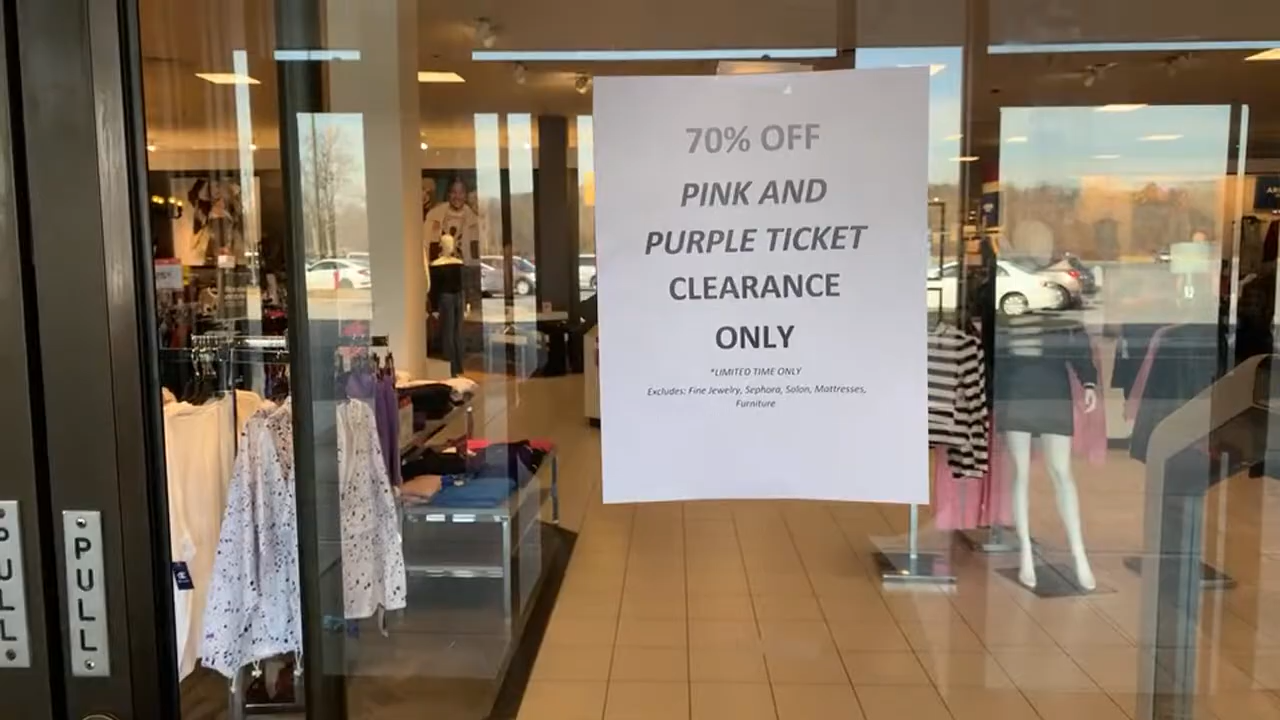 70% OFF
PINK AND
PURPLE TICKET
CLEARANCE
ONLY
*LIMITED TIME ONLY
Excludes: Fine Jewelry, Sephora, Salon, Mattresses,
Furniture
PULL
PULL